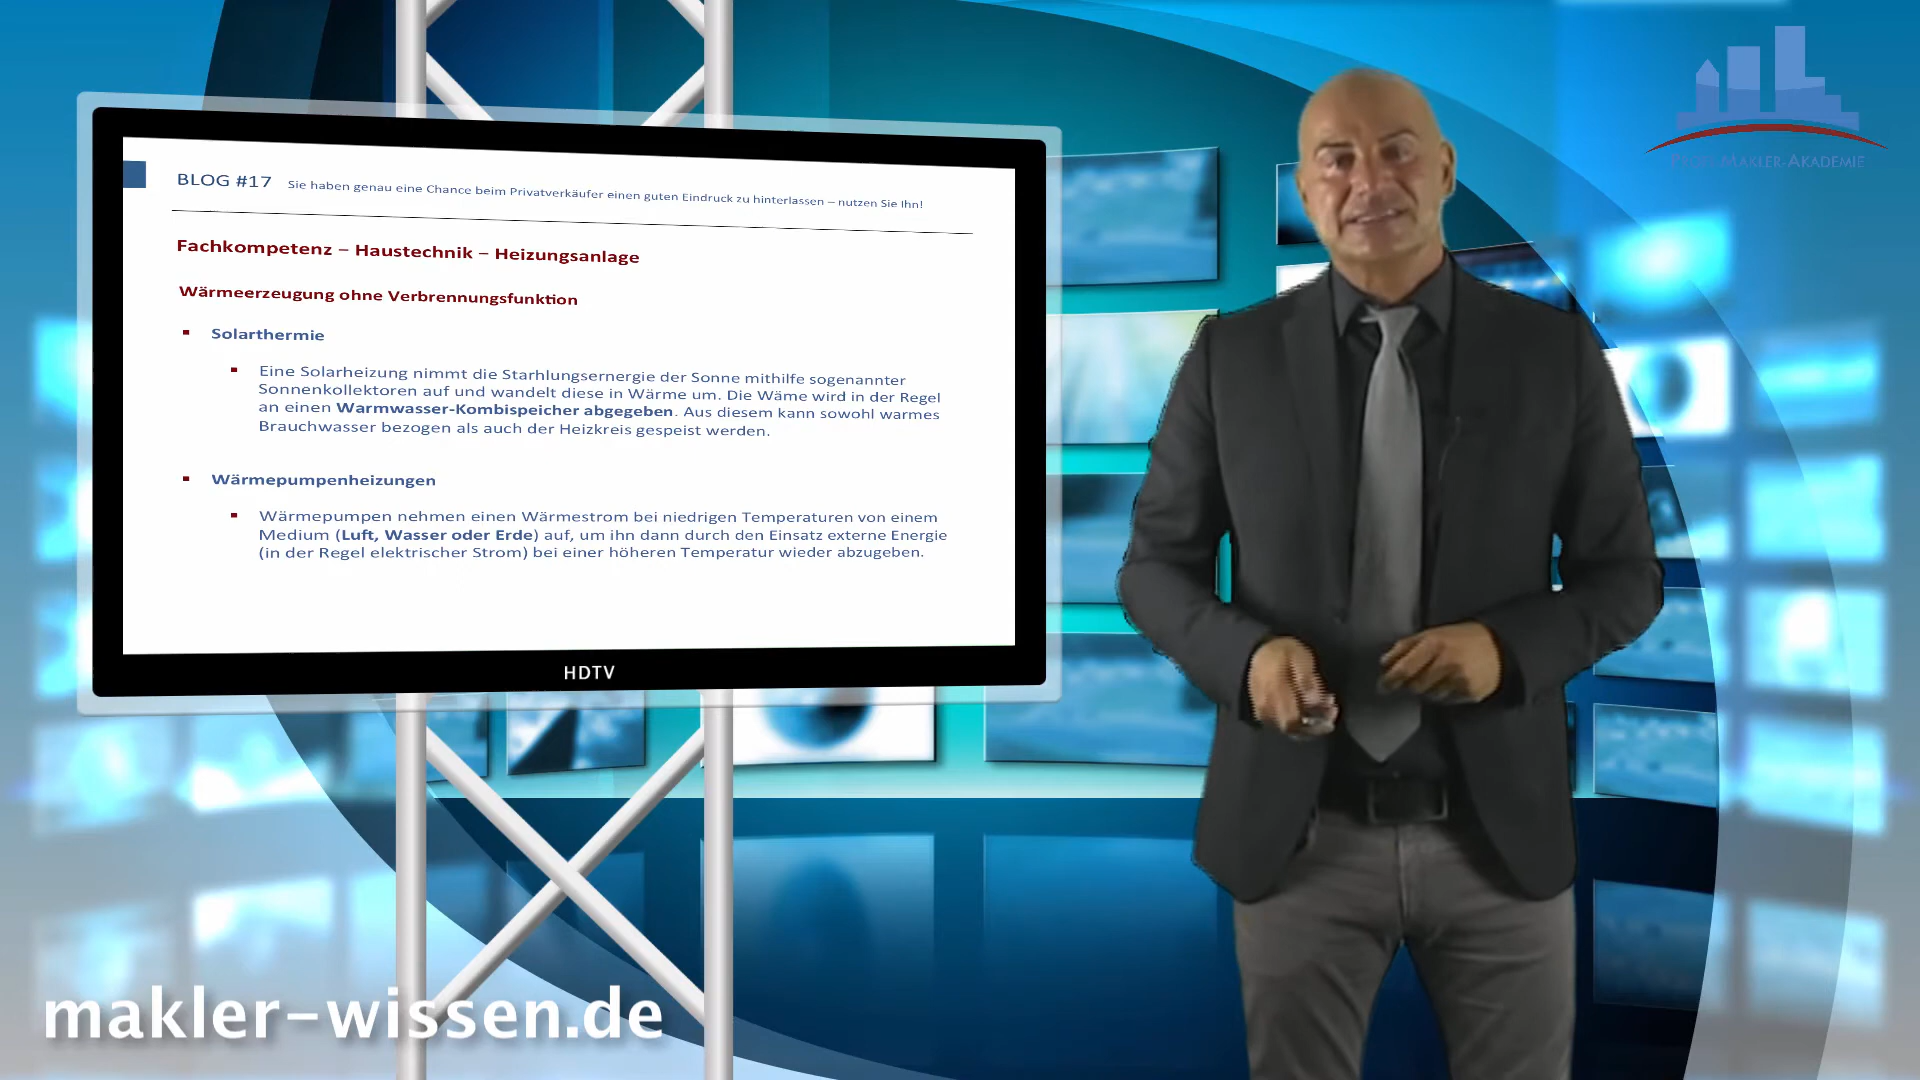 BLOG #17 Sie haben genau eine Chance beim Privatverkäufer einen guten Eindruck zu hinterlassen – nutzen Sie Ihn!
Fachkompetenz – Haustechnik – Heizungsanlage
Wärmeerzeugung ohne Verbrennungsfunktion
Solarthermie
Eine Solarheizung nimmt die Starhlungsernergie der Sonne mithilfe sogenannter
Sonnenkollektoren auf und wandelt diese in Wärme um. Die Wäme wird in der Regel
an einen Warmwasser-Kombispeicher abgegeben. Aus diesem kann sowohl warmes
Brauchwasser bezogen als auch der Heizkreis gespeist werden.
Wärmepumpenheizungen
Wärmepumpen nehmen einen Wärmestrom bei niedrigen Temperaturen von einem
Medium (Luft, Wasser oder Erde) auf, um ihn dann durch den Einsatz externe Energie
(in der Regel elektrischer Strom) bei einer höheren Temperatur wieder abzugeben.
HDTV
Profi-Makler-Akademie
makler-wissen.de